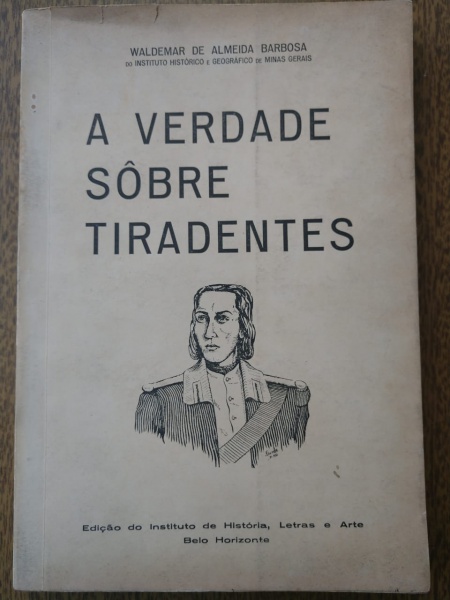 WALDEMAR DE ALMEIDA BARBOSA
DO INSTITUTO HISTÓRICO E GEOGRÁFICO DE MINAS GERAIS
A VERDADE
SÔBRE
TIRADENTES
Edição do Instituto de História, Letras e Arte
Belo Horizonte